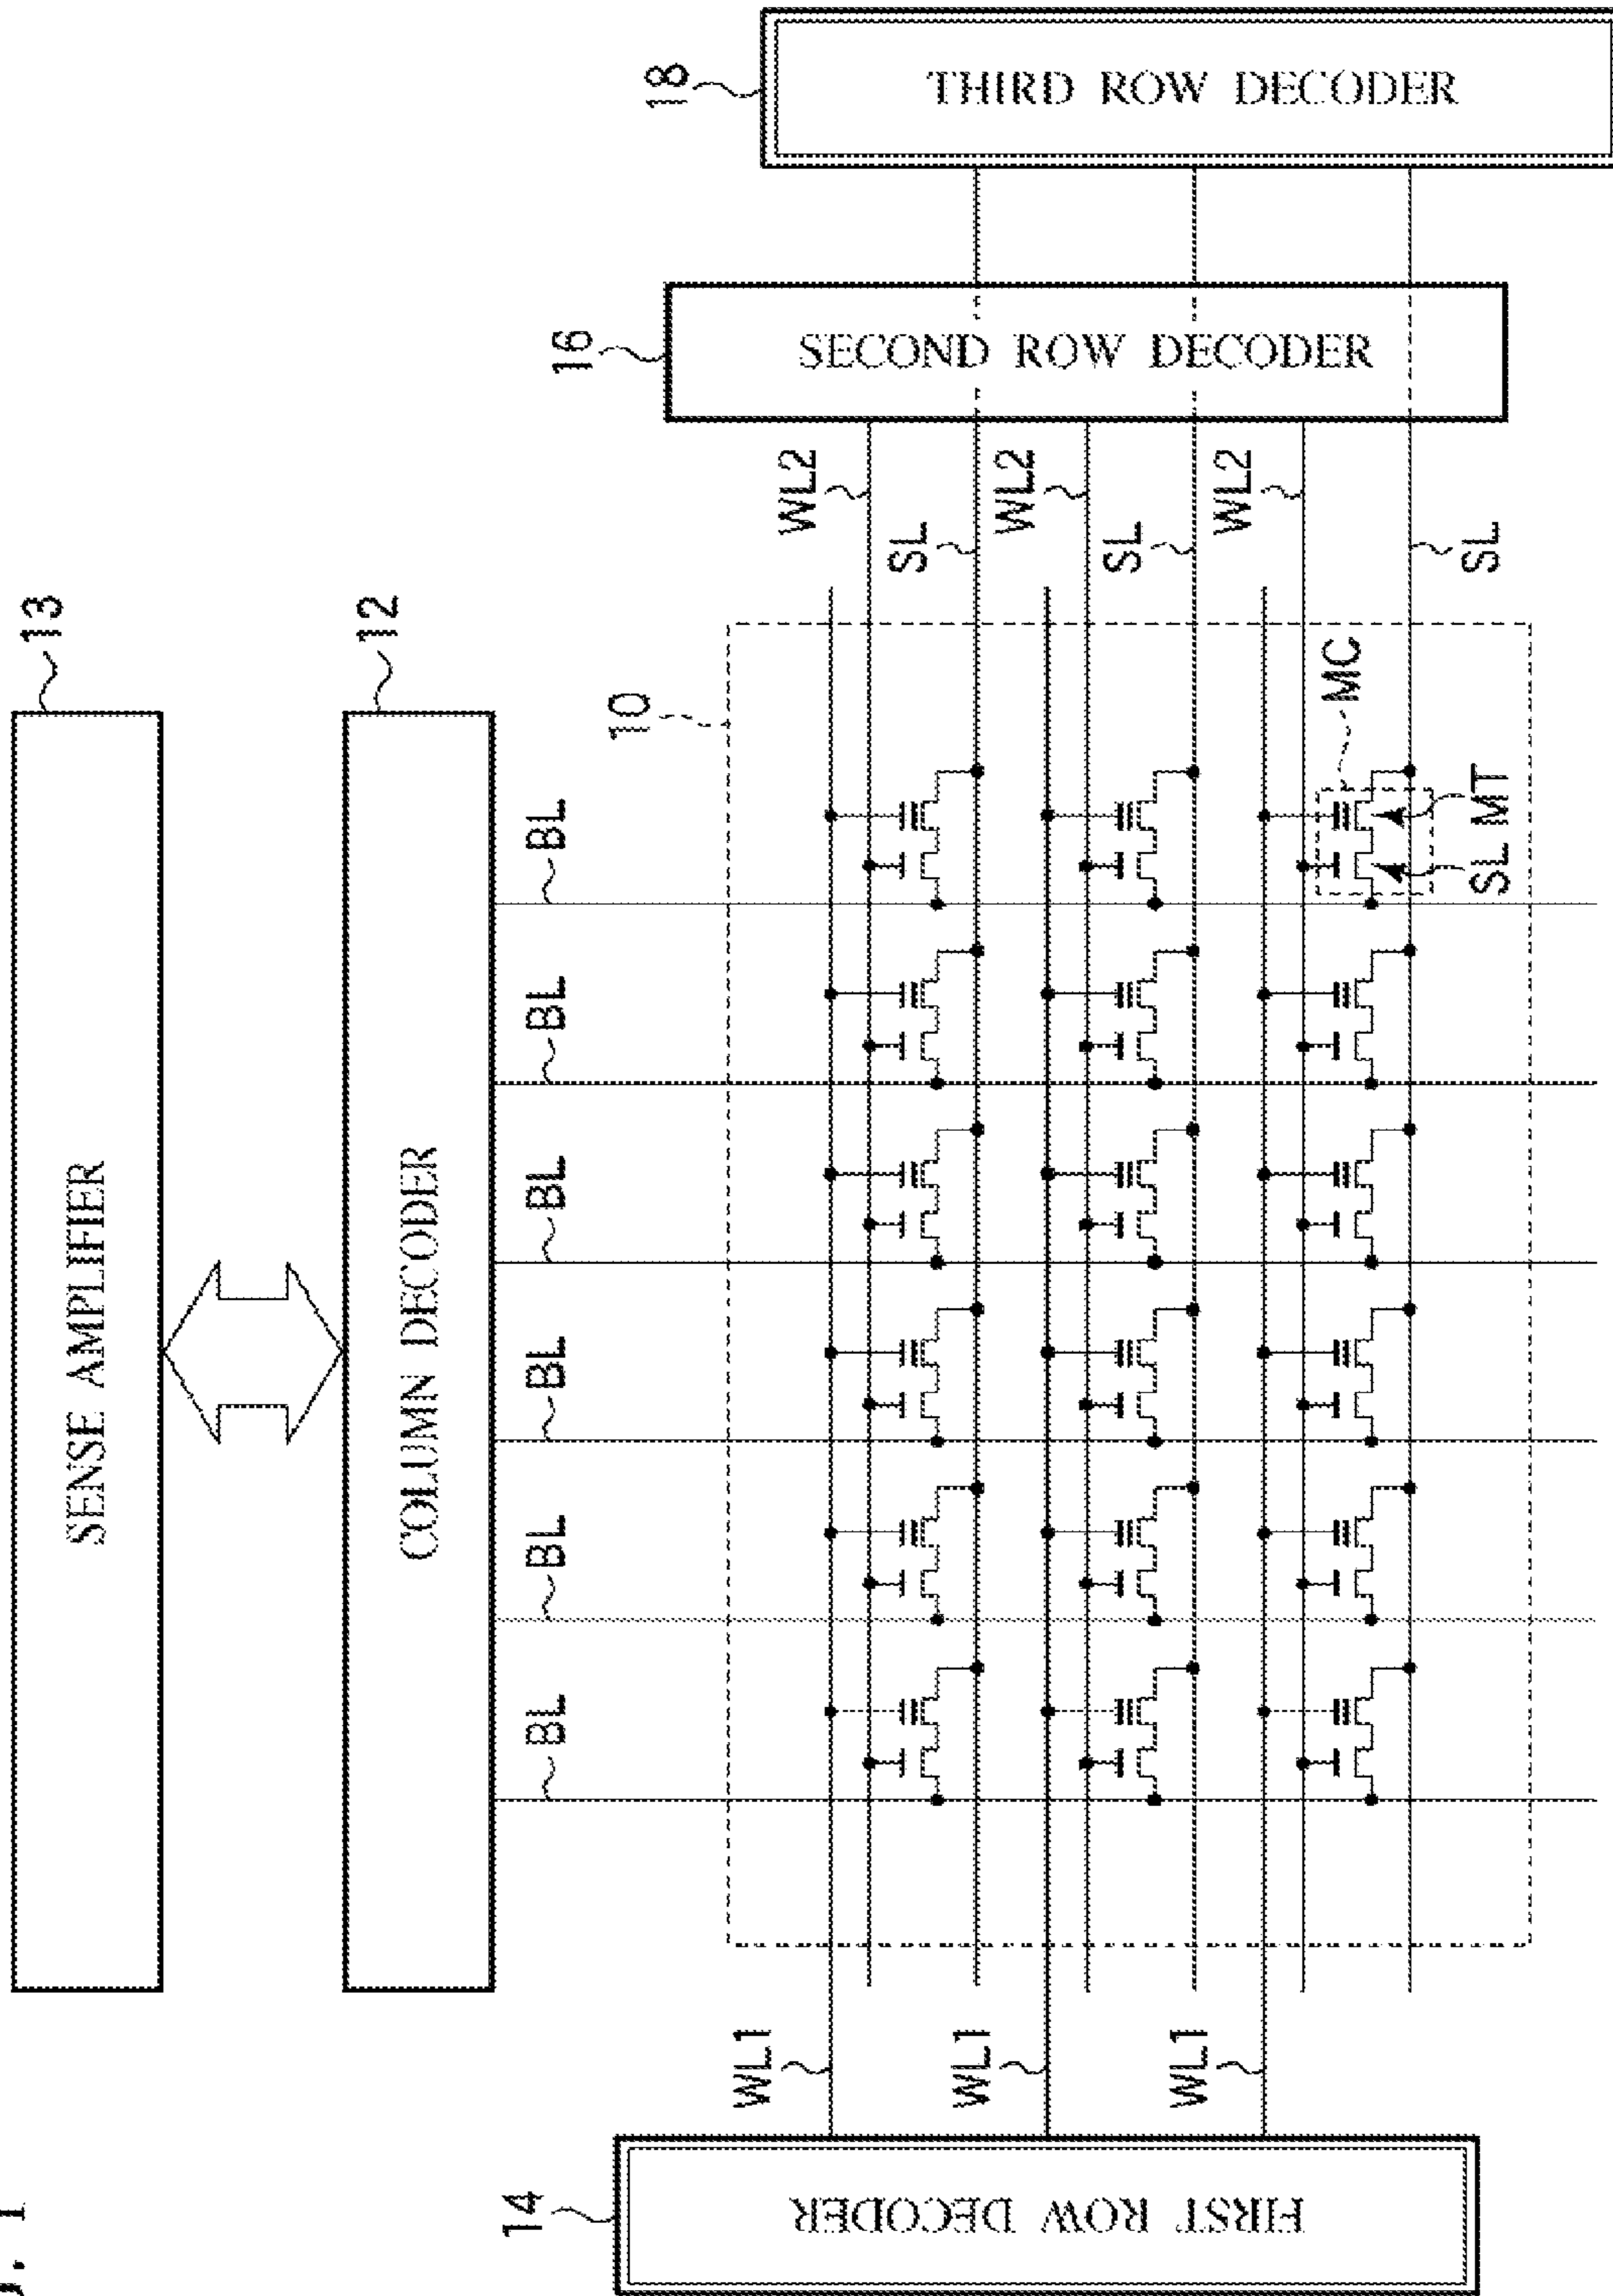 . 1
13
SENSE AMPLIFIER
12
COLUMN DECODER
BL
BL
BL
BL
BL
BL
14
10
16
18
FIRST ROW DECODER
SECOND ROW DECODER
THIRD ROW DECODER
WL1
WL2
SL
WL1
WL2
SL
WL1
WL2
MC
SL MT
SL